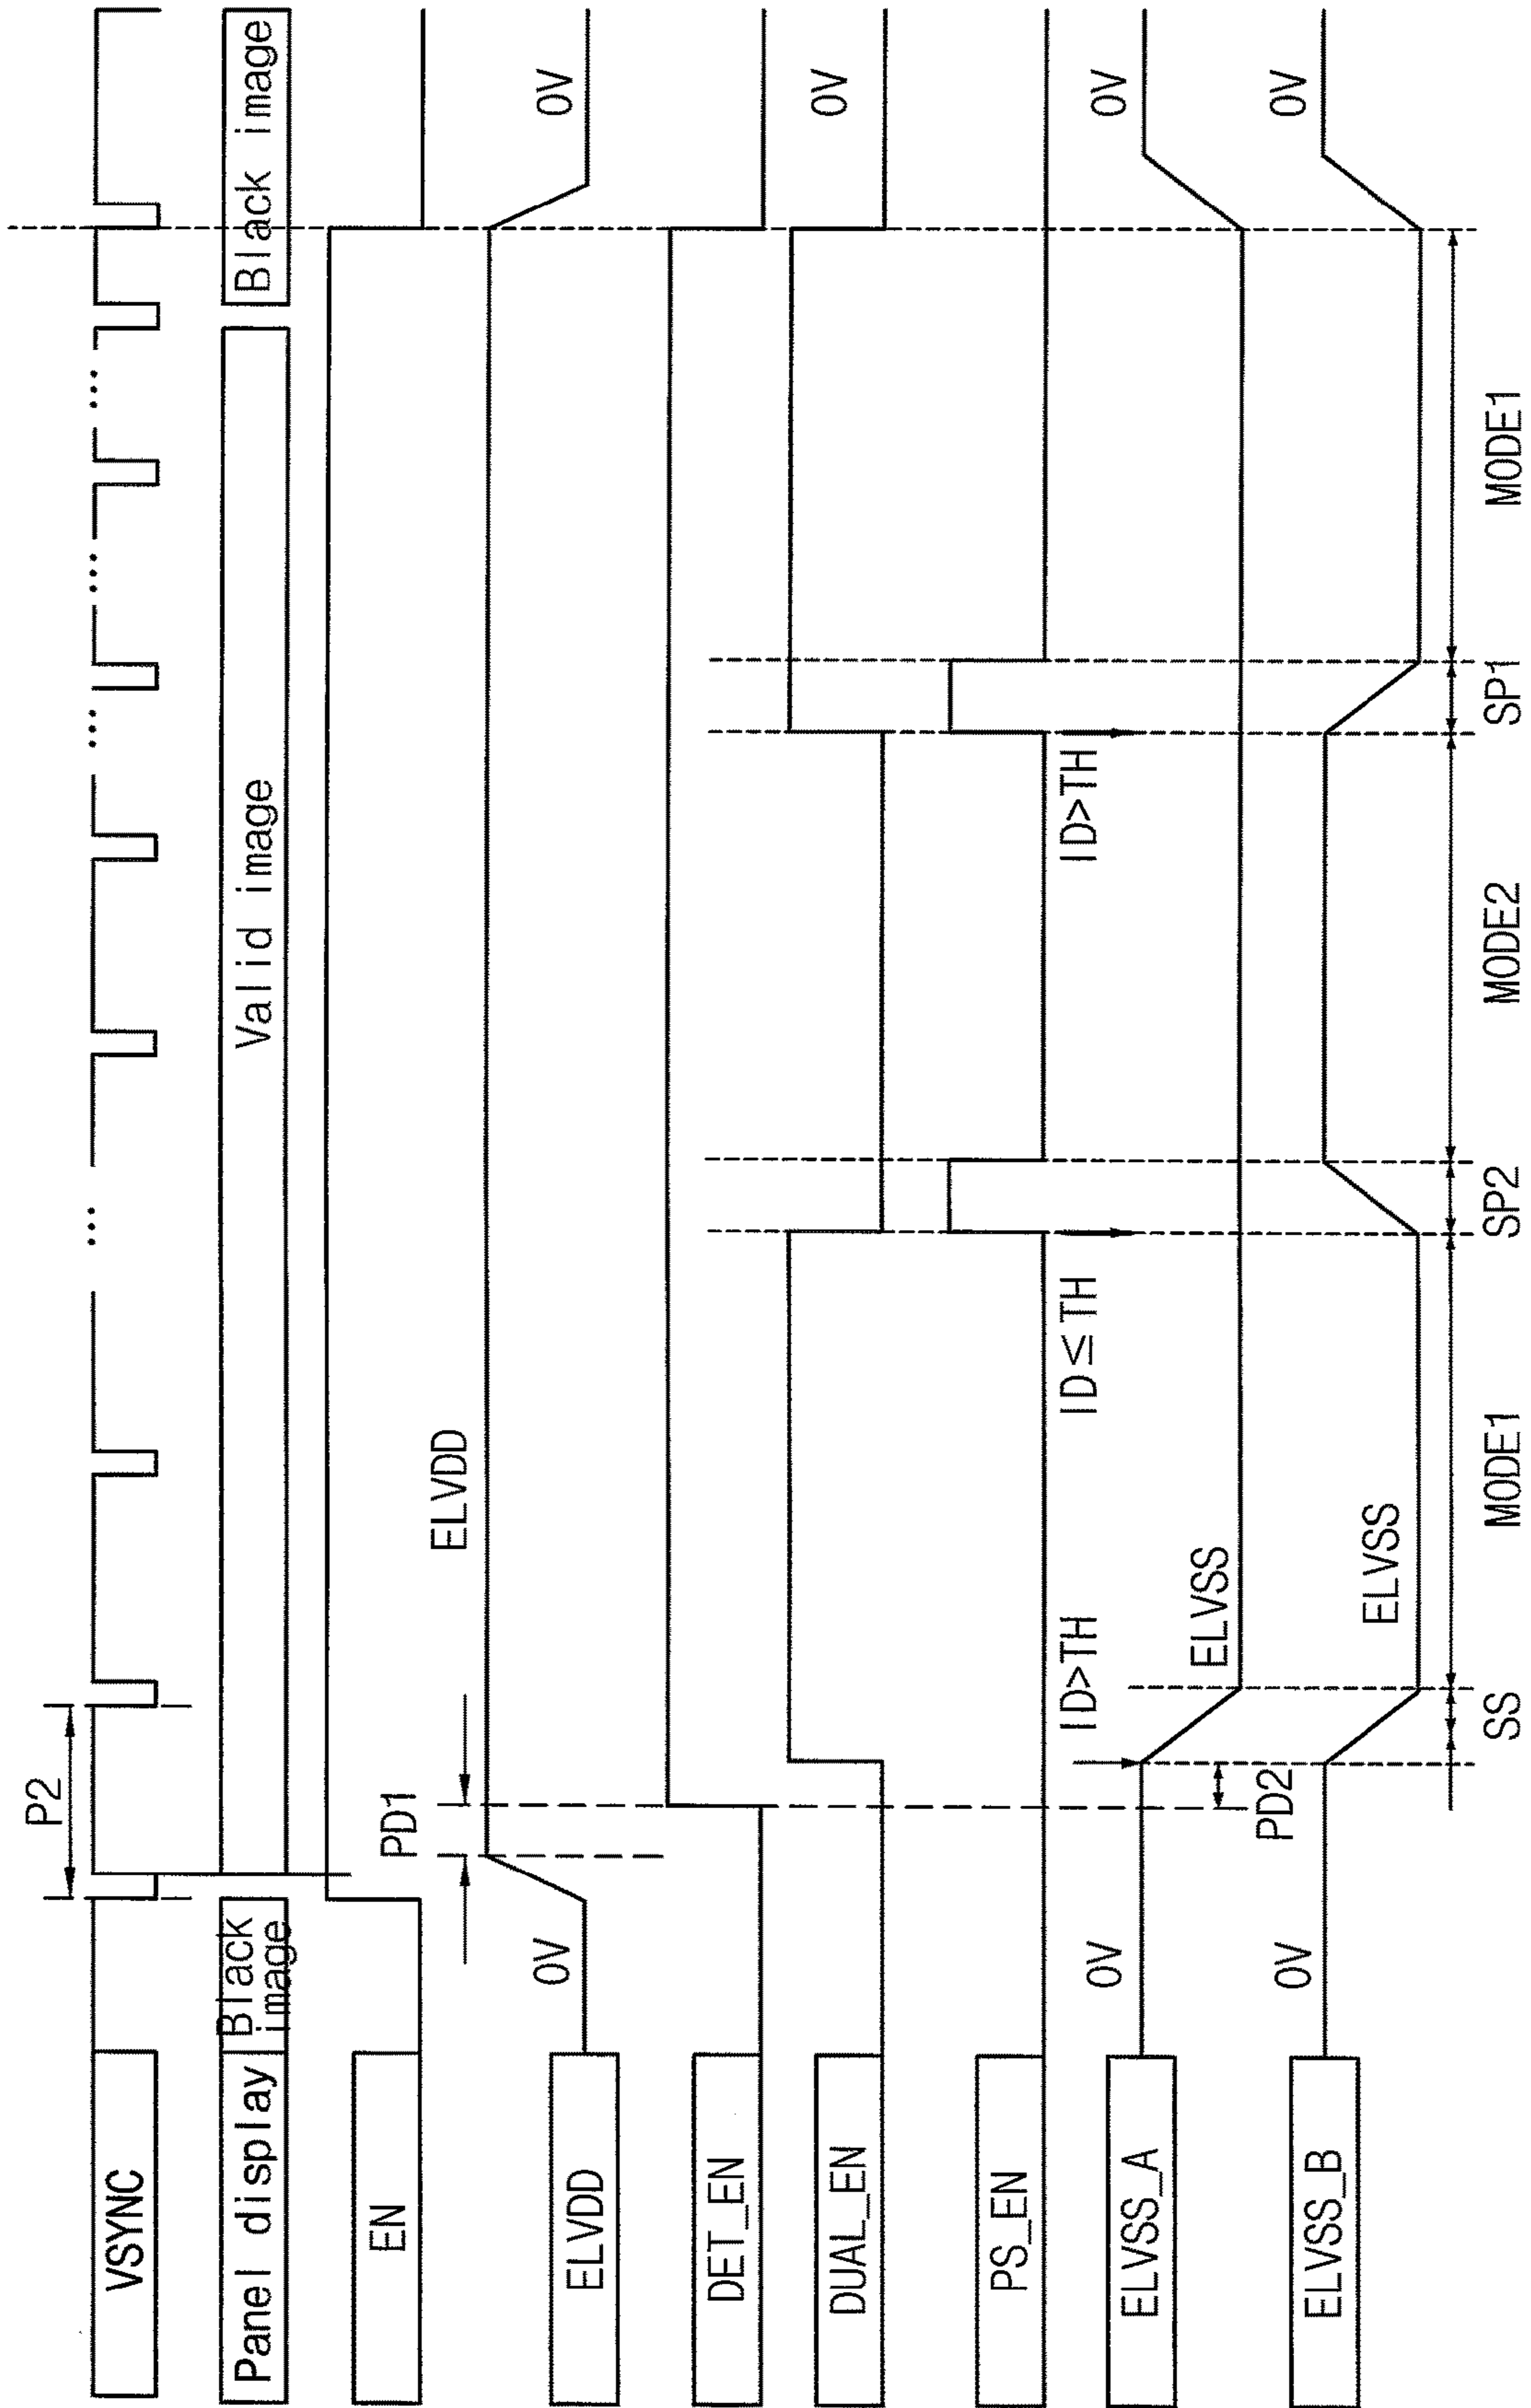 P2
VSYNC
...
...
...
...
Panel display
Black
image
Valid image
Black image
EN
PD1
ELVDD
ELVDD
0V
0V
DET_EN
DUAL_EN
0V
PS_EN
ID>TH
ID≤TH
ID>TH
ELVSS_A
0V
ELVSS
0V
PD2
ELVSS_B
0V
ELVSS
0V
SS
MODE1
SP2
MODE2
SP1
MODE1